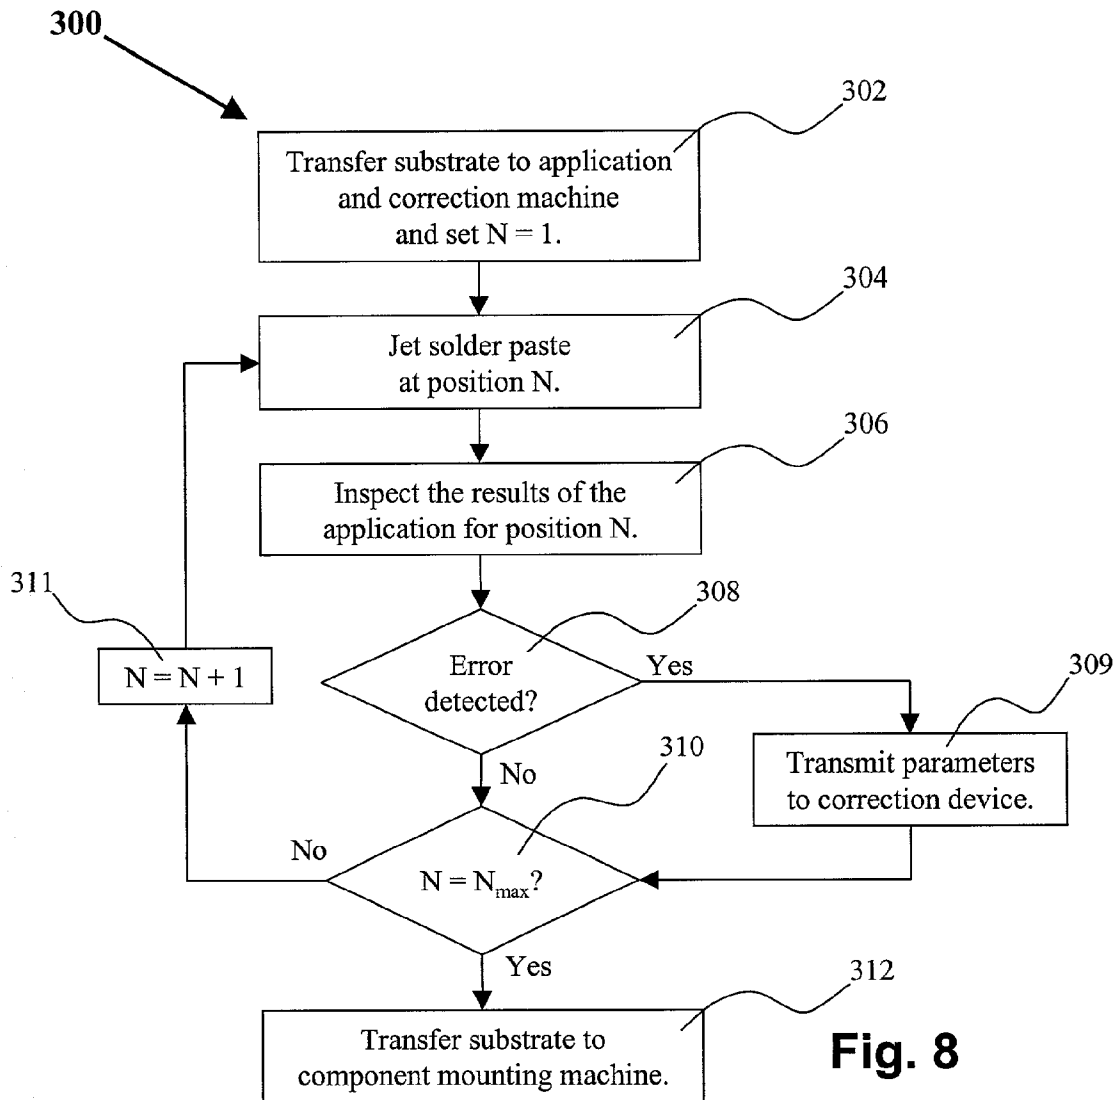 300
302
Transfer substrate to application
and correction machine
and set N = 1.
304
Jet solder paste
at position N.
306
Inspect the results of the
application for position N.
311
308
N = N + 1
Error
detected?
Yes
309
Transmit parameters
to correction device.
No
310
No
N = Nmax?
Yes
312
Transfer substrate to
component mounting machine.
Fig. 8